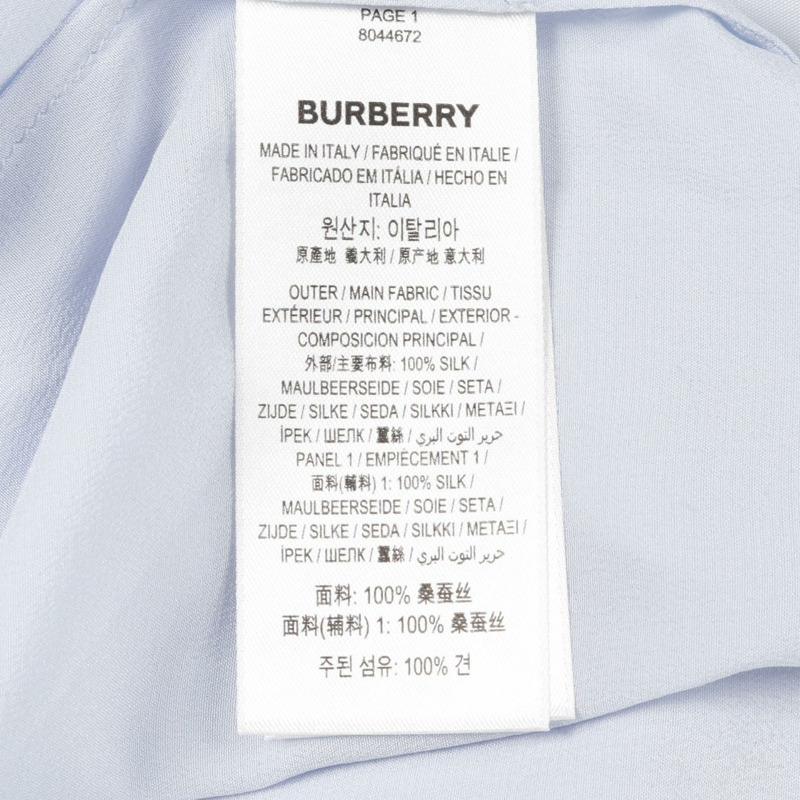 PAGE 1
8044672
BURBERRY
MADE IN ITALY / FABRIQUÉ EN ITALIE /
FABRICADO EM ITÁLIA / HECHO EN
ITALIA
원산지: 이탈리아
原產地 義大利 / 原产地 意大利
OUTER / MAIN FABRIC / TISSU
EXTÉRIEUR / PRINCIPAL / EXTERIOR -
COMPOSICION PRINCIPAL /
外部/主要布料: 100% SILK /
MAULBEERSEIDE / SOIE / SETA /
ZIJDE / SILKE / SEDA / SILKKI / ΜΕΤΑΞΙ /
İPEK / ШЕЛК / 蠶絲 / حرير التوت البري /
PANEL 1 / EMPIÈCEMENT 1 /
面料(輔料) 1: 100% SILK /
MAULBEERSEIDE / SOIE / SETA /
ZIJDE / SILKE / SEDA / SILKKI / ΜΕΤΑΞΙ /
İPEK / ШЕЛК / 蠶絲 / حرير التوت البري /
面料: 100% 桑蚕丝
面料(辅料) 1: 100% 桑蚕丝
주된 섬유: 100% 견